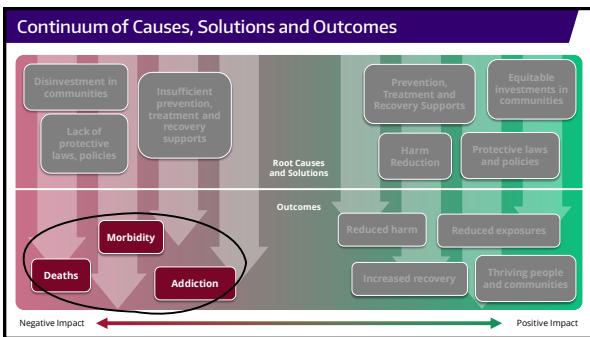 Continuum of Causes, Solutions and Outcomes
Disinvestment in
communities
Insufficient
prevention,
treatment and
recovery
supports
Lack of
protective
laws, policies
Prevention,
Treatment and
Recovery Supports
Equitable
investments in
communities
Harm
Reduction
Protective laws
and policies
Root Causes
and Solutions
Outcomes
Morbidity
Deaths
Addiction
Reduced harm
Reduced exposures
Increased recovery
Thriving people
and communities
Negative Impact
Positive Impact